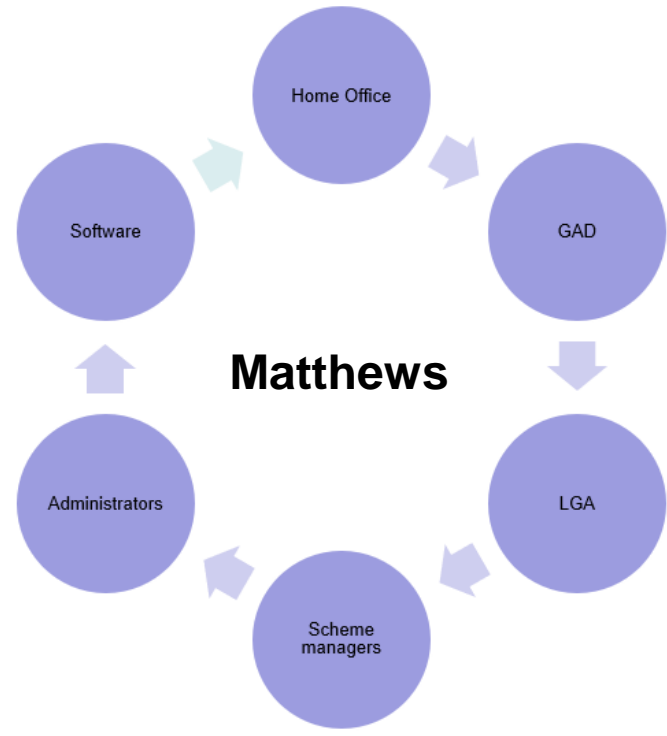 Home Office
GAD
LGA
Scheme
managers
Administrators
Software
Matthews